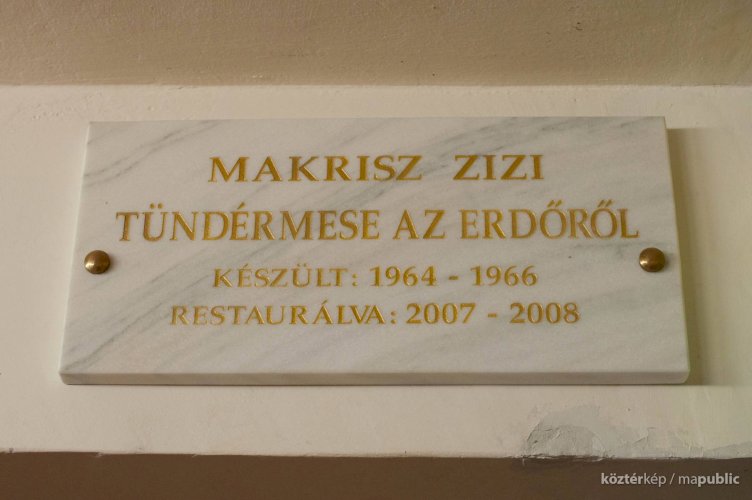 MAKRISZ ZIZI
TÜNDÉRMESE AZ ERDŐRŐL
KÉSZÜLT: 1964 - 1966
RESTAURÁLVA: 2007 - 2008
köztérkép / mapublic